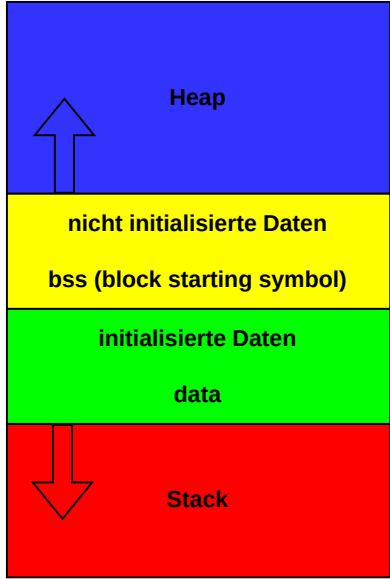 Heap
nicht initialisierte Daten
bss (block starting symbol)
initialisierte Daten
data
Stack